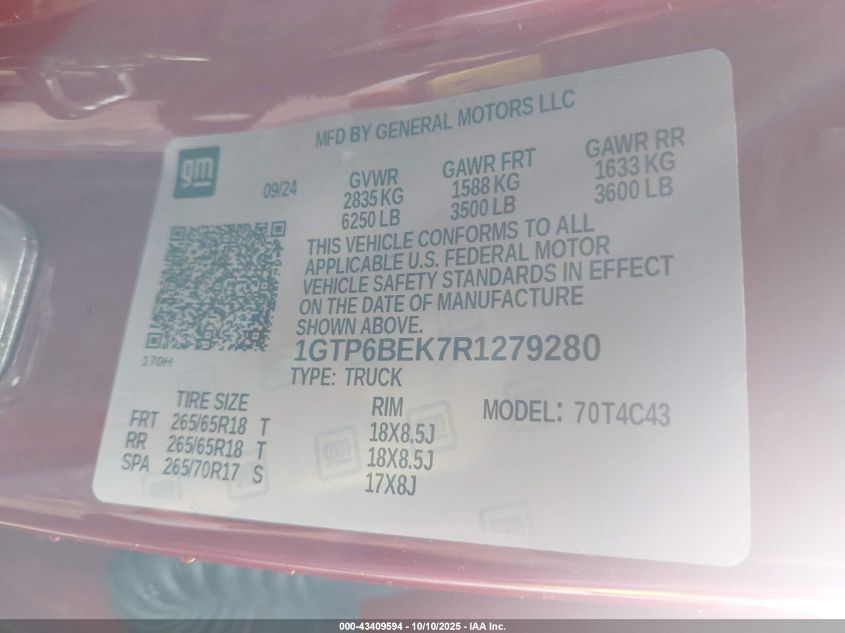 MFD BY GENERAL MOTORS LLC
gm
09/24
GVWR
2835 KG
6250 LB
GAWR FRT
1588 KG
3500 LB
GAWR RR
1633 KG
3600 LB
THIS VEHICLE CONFORMS TO ALL
APPLICABLE U.S. FEDERAL MOTOR
VEHICLE SAFETY STANDARDS IN EFFECT
ON THE DATE OF MANUFACTURE
SHOWN ABOVE.
170H
1GTP6BEK7R1279280
TYPE: TRUCK
TIRE SIZE
RIM
MODEL: 70T4C43
FRT 265/65R18 T 18X8.5J
RR 265/65R18 T 18X8.5J
SPA 265/70R17 S 17X8J
000-43409594 - 10/10/2025 - IAA Inc.